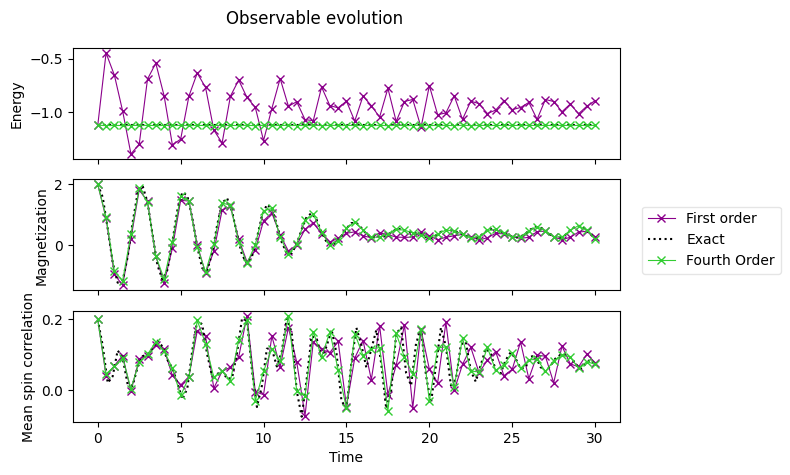 Observable evolution
Energy
−0.5
−1.0
Magnetization
2
0
Mean spin correlation
0.2
0.0
0 5 10 15 20 25 30
Time
First order
Exact
Fourth Order